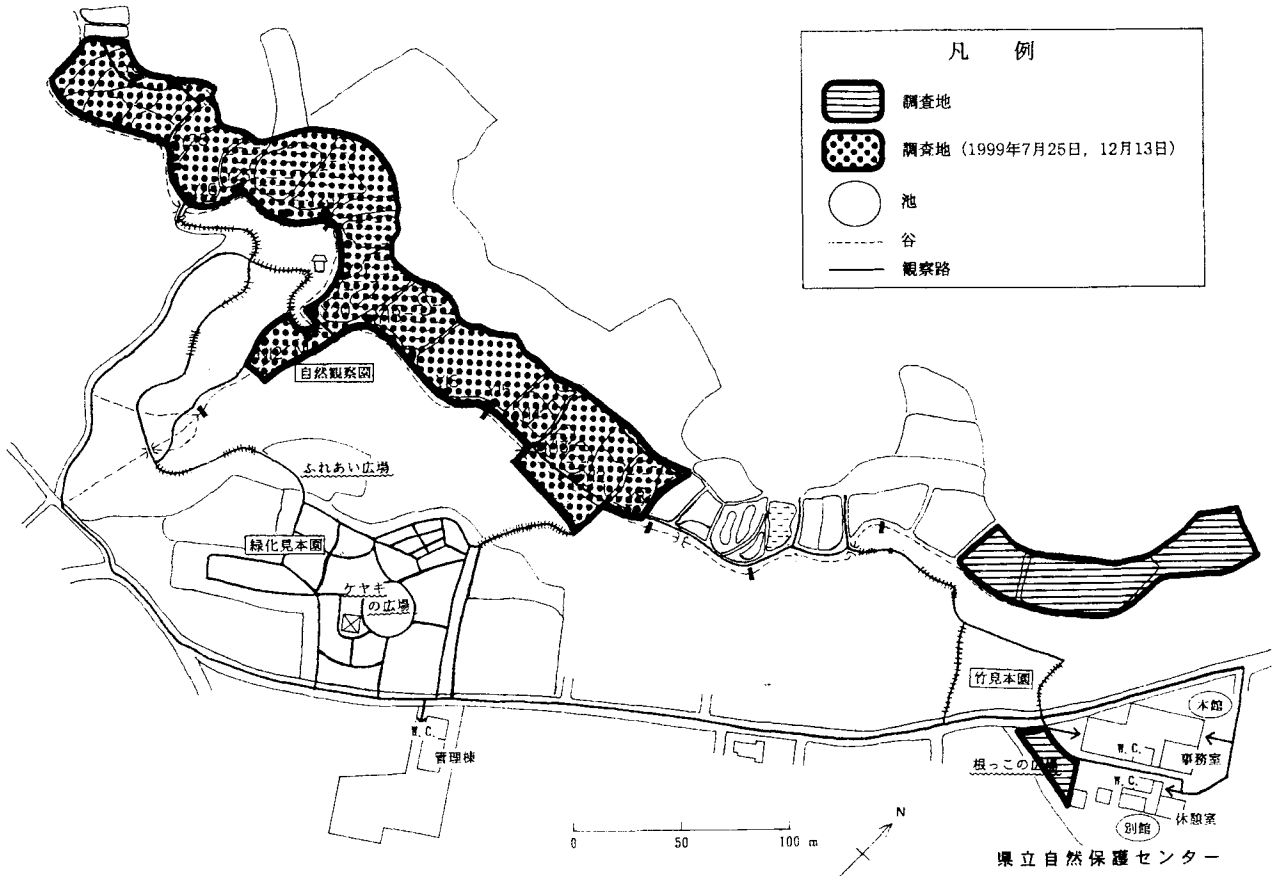 凡 例
調査地
調査地 (1999年7月25日, 12月13日)
池
谷
観察路
自然観察園
ふれあい広場
緑化見本園
ケヤキ
の広場
竹見本園
本館
W.C.
W.C.
事務室
管理棟
根っこの広場
W.C.
休憩室
別館
N
0 50 100 m
県立自然保護センター